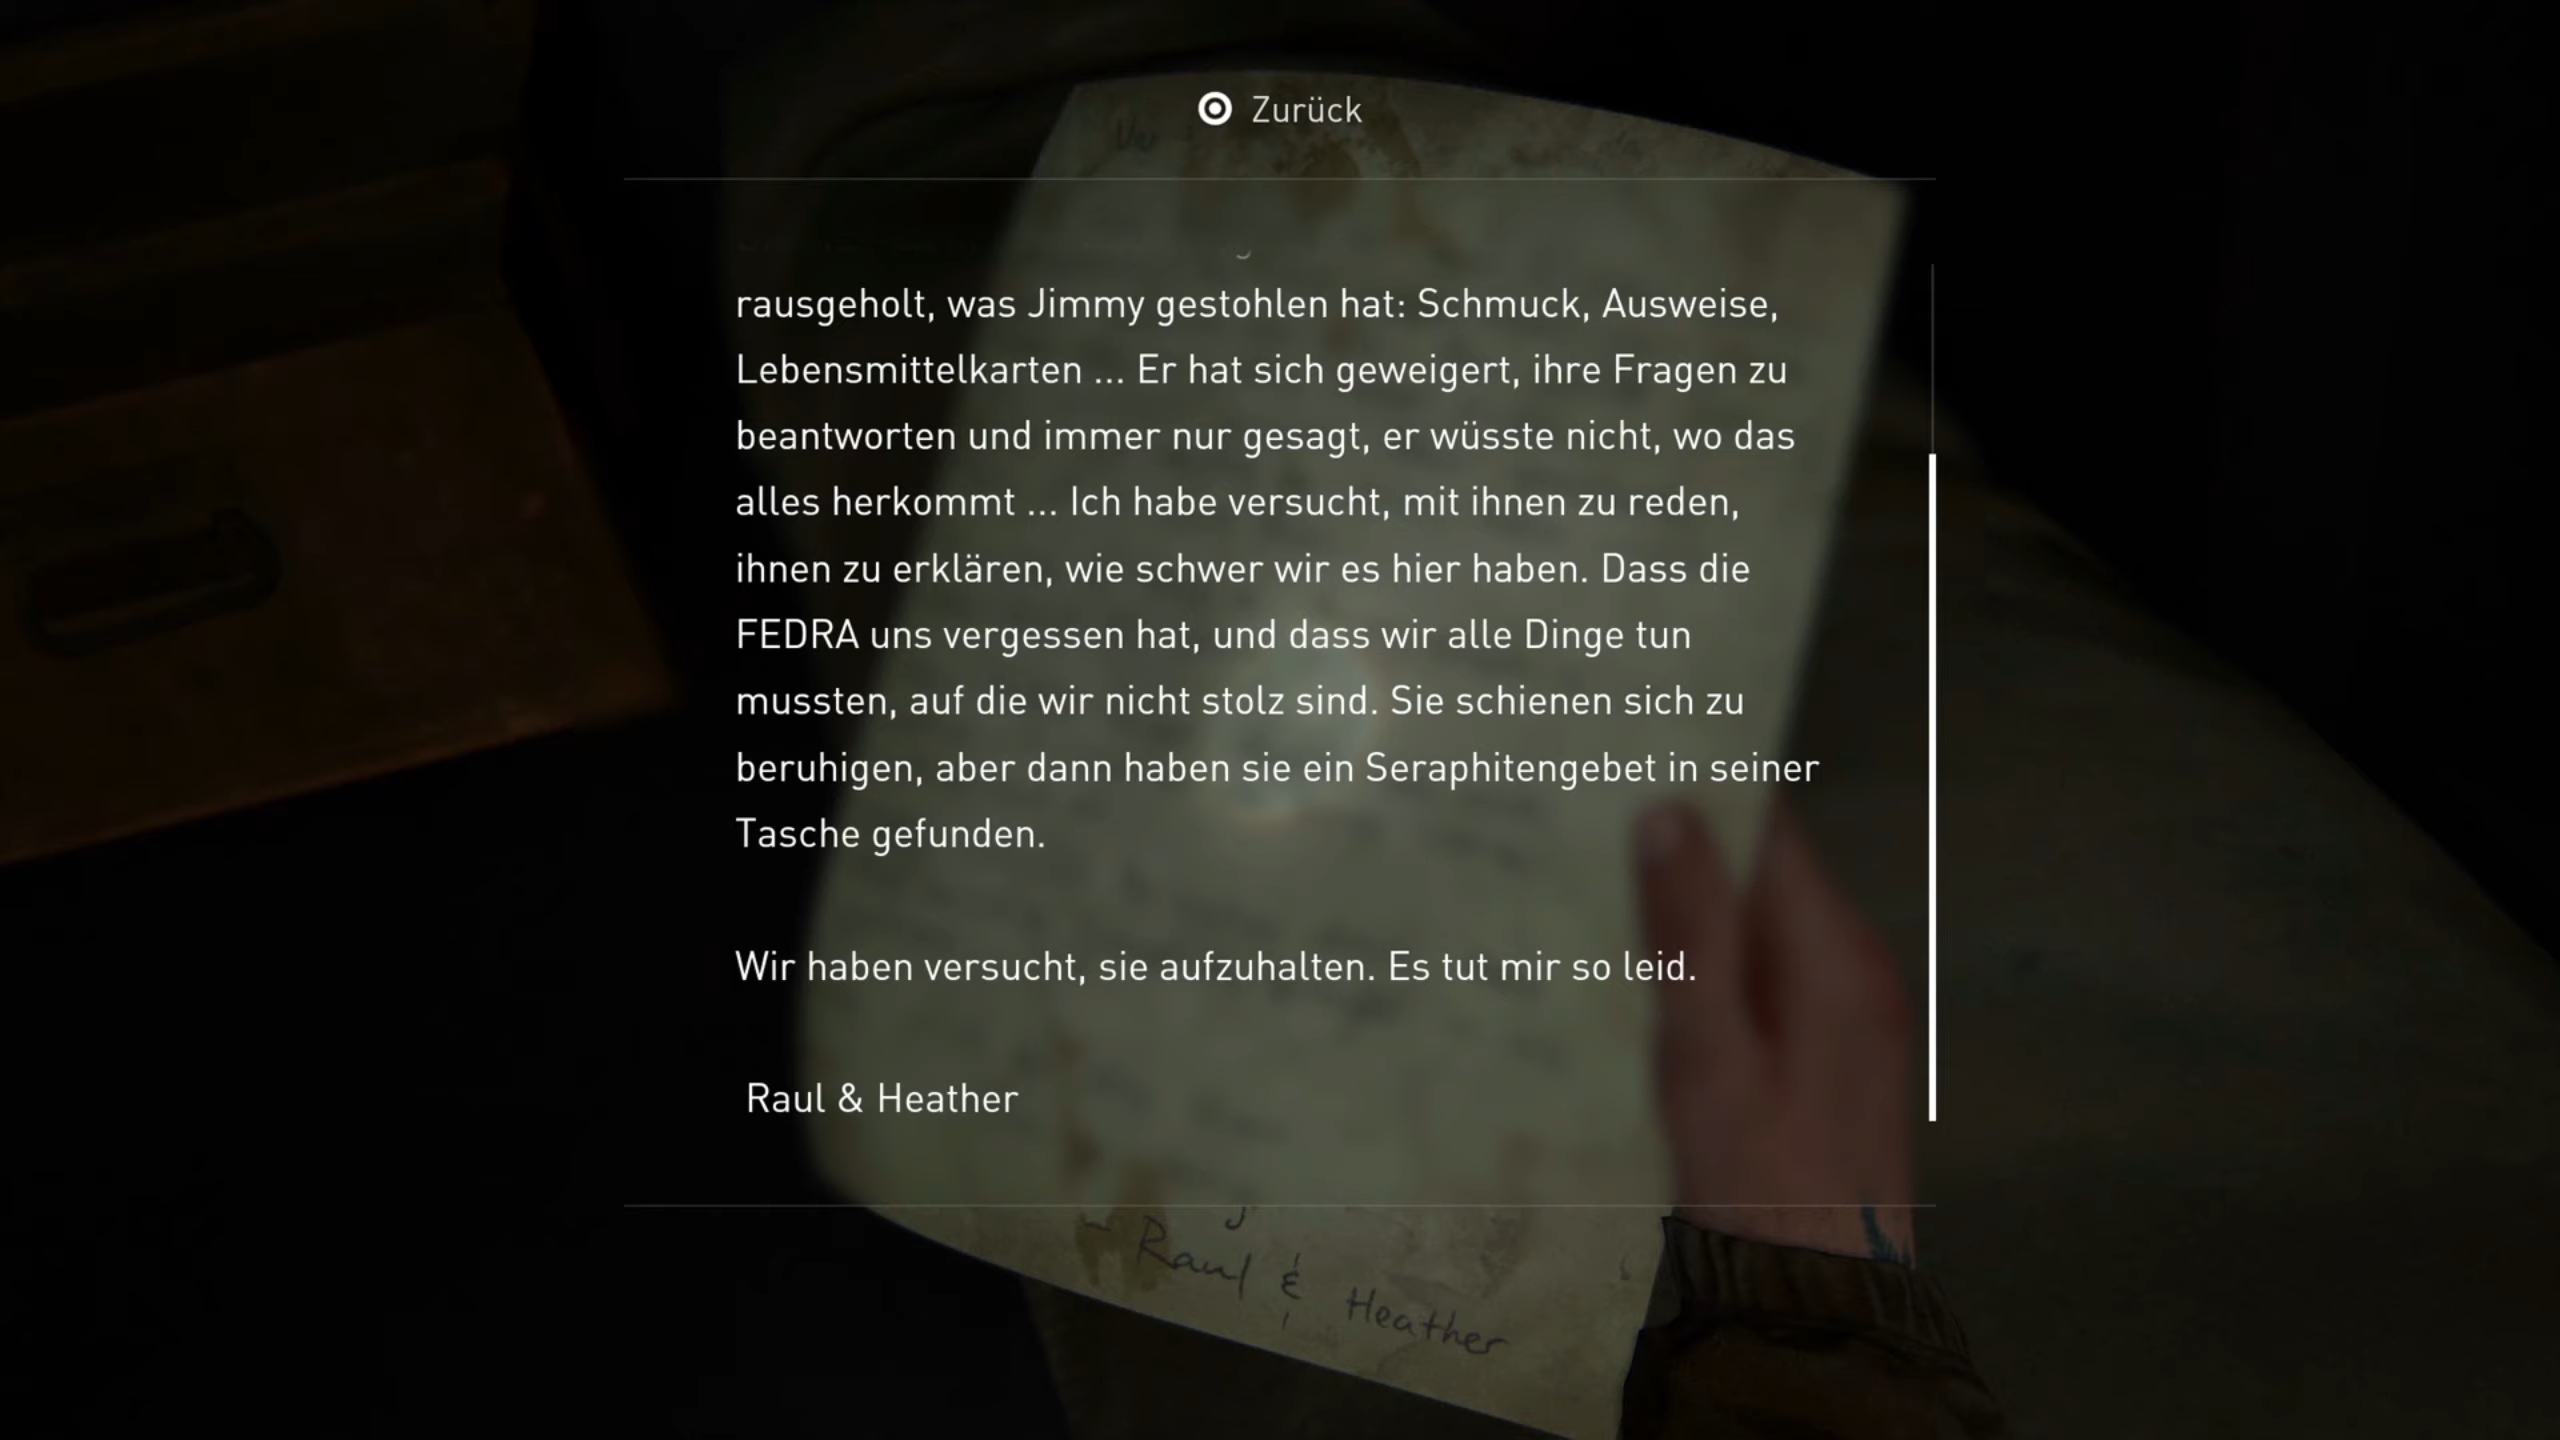 Zurück
rausgeholt, was Jimmy gestohlen hat: Schmuck, Ausweise,
Lebensmittelkarten ... Er hat sich geweigert, ihre Fragen zu
beantworten und immer nur gesagt, er wüsste nicht, wo das
alles herkommt ... Ich habe versucht, mit ihnen zu reden,
ihnen zu erklären, wie schwer wir es hier haben. Dass die
FEDRA uns vergessen hat, und dass wir alle Dinge tun
mussten, auf die wir nicht stolz sind. Sie schienen sich zu
beruhigen, aber dann haben sie ein Seraphitengebet in seiner
Tasche gefunden.
Wir haben versucht, sie aufzuhalten. Es tut mir so leid.
Raul & Heather
- Raul & Heather